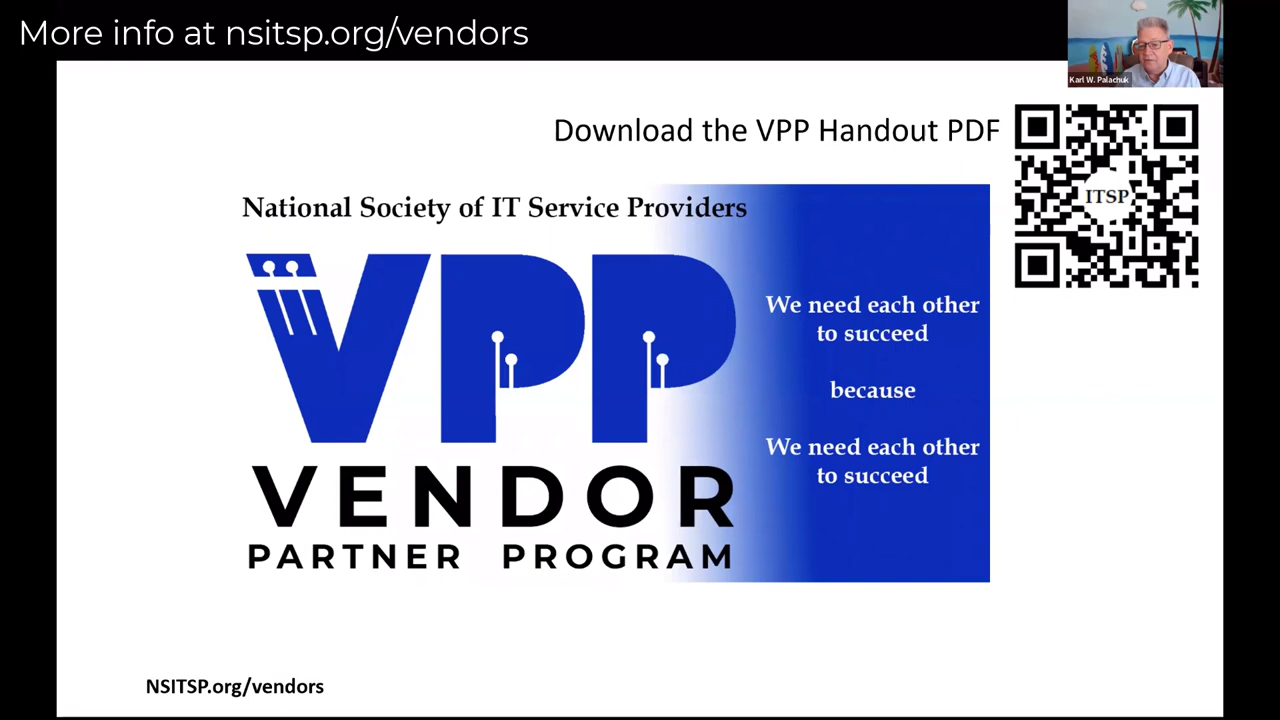 More info at nsitsp.org/vendors
Karl W. Palachuk
Download the VPP Handout PDF
ITSP
National Society of IT Service Providers
VPP
VENDOR
PARTNER PROGRAM
We need each other
to succeed
because
We need each other
to succeed
NSITSP.org/vendors